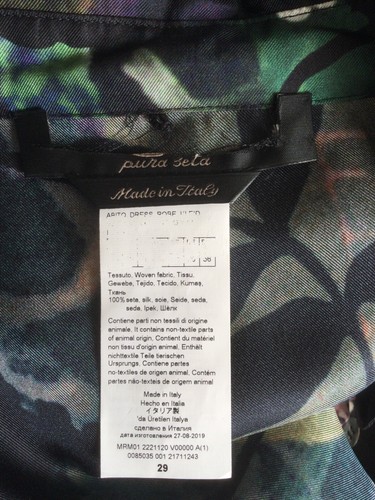 pura seta
Made in Italy
ABITO DRESS ROBE KLEID
38
Tessuto, Woven fabric, Tissu,
Gewebe, Tejido, Tecido, Kumaş,
Ткань
100% seta, silk, soie, Seide, seda,
seda, İpek, Шёлк
Contiene parti non tessili di origine
animale. It contains non-textile parts
of animal origin, Contient du matériel
non tissu d'origin animale. Enthält
nichttextile Teile tierischen
Ursprungs, Contiene partes
no-textiles de origen animal, Contém
partes não-texteis de origem animal.
Made in Italy
Hecho en Italia
イタリア製
'da Üretilen Italye
сделано в Италия
дата изготовления 27-08-2019
MRM01 2221120 V00000 A(1)
0085035 001 21711243
29